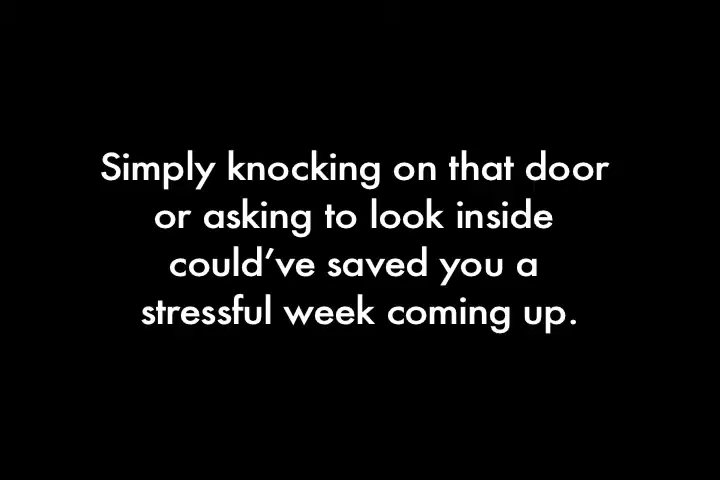 Simply knocking on that door
or asking to look inside
could’ve saved you a
stressful week coming up.